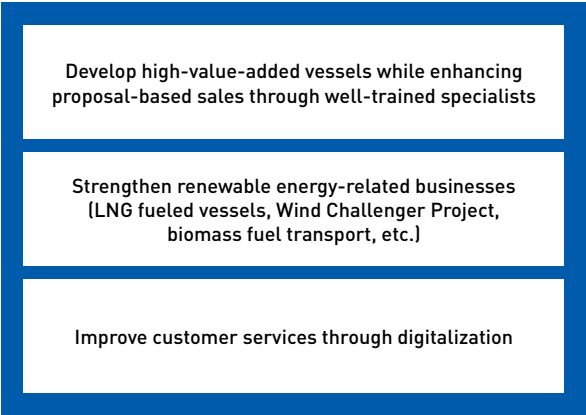 Develop high-value-added vessels while enhancing
proposal-based sales through well-trained specialists
Strengthen renewable energy-related businesses
(LNG fueled vessels, Wind Challenger Project,
biomass fuel transport, etc.)
Improve customer services through digitalization